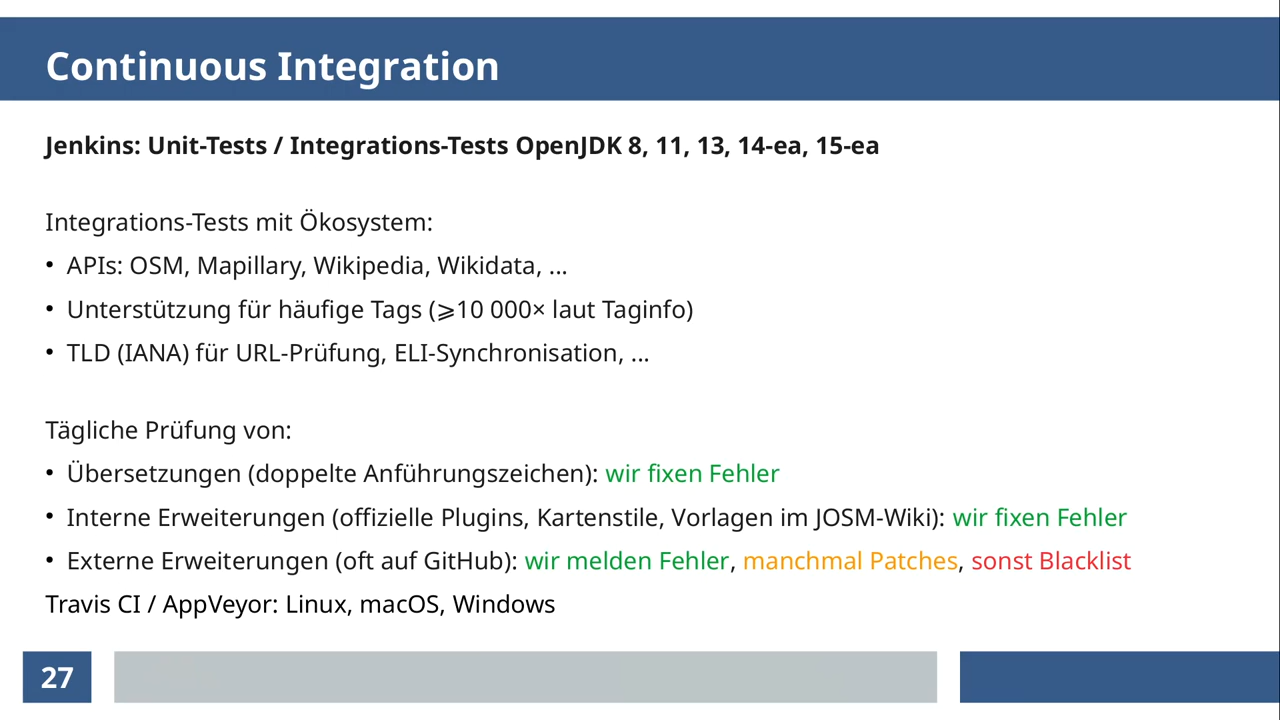 Continuous Integration
Jenkins: Unit-Tests / Integrations-Tests OpenJDK 8, 11, 13, 14-ea, 15-ea
Integrations-Tests mit Ökosystem:
• APIs: OSM, Mapillary, Wikipedia, Wikidata, ...
• Unterstützung für häufige Tags (⩾10 000× laut Taginfo)
• TLD (IANA) für URL-Prüfung, ELI-Synchronisation, ...
Tägliche Prüfung von:
• Übersetzungen (doppelte Anführungszeichen): wir fixen Fehler
• Interne Erweiterungen (offizielle Plugins, Kartenstile, Vorlagen im JOSM-Wiki): wir fixen Fehler
• Externe Erweiterungen (oft auf GitHub): wir melden Fehler, manchmal Patches, sonst Blacklist
Travis CI / AppVeyor: Linux, macOS, Windows
27